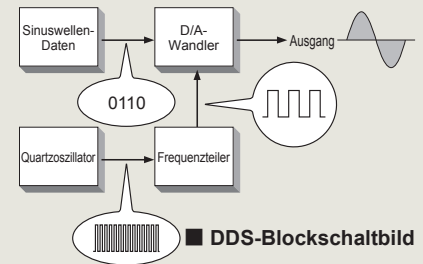 Sinuswellen-
Daten
D/A-
Wandler
Ausgang
0110
Quartzoszillator
Frequenzteiler
■ DDS-Blockschaltbild